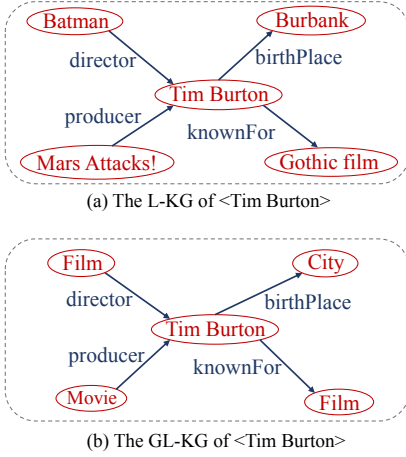 Batman
Burbank
director
birthPlace
Tim Burton
producer
knownFor
Mars Attacks!
Gothic film
(a) The L-KG of <Tim Burton>
Film
City
director
birthPlace
Tim Burton
producer
knownFor
Movie
Film
(b) The GL-KG of <Tim Burton>